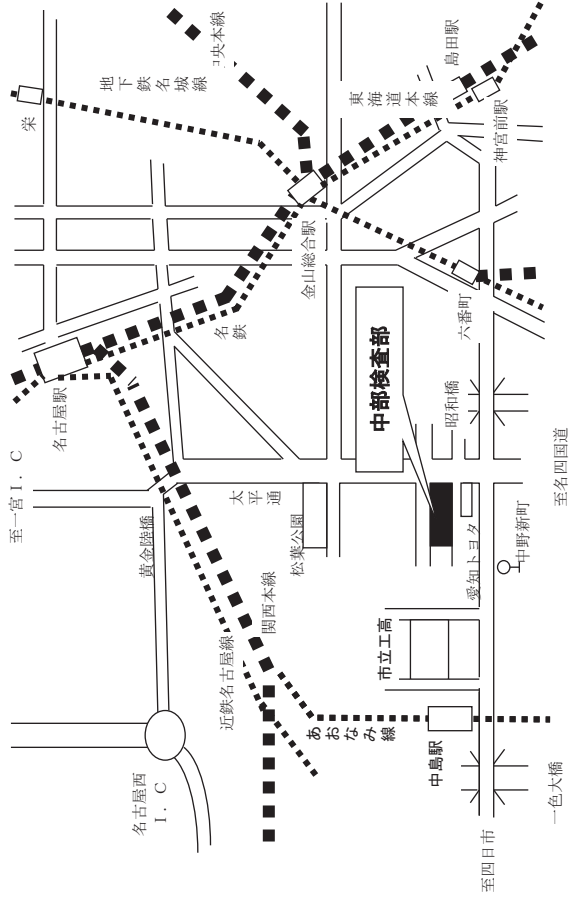 至一宮Ｉ．Ｃ
名古屋駅
栄
地下鉄名城線
央本線
東海道本線
島田駅
神宮前駅
金山総合駅
名鉄
六番町
中部検査部
昭和橋
至名四国道
太平通
黄金陸橋
松葉公園
愛知トヨタ
中野新町
関西本線
近鉄名古屋線
市立工高
あおなみ線
中島駅
名古屋西
Ｉ．Ｃ
一色大橋
至四日市